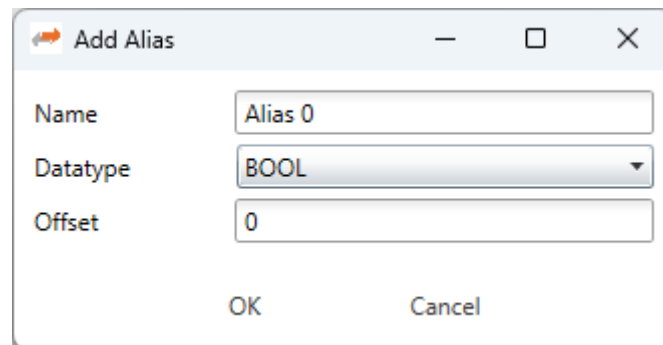 Add Alias
Name Alias 0
Datatype BOOL
Offset 0
OK Cancel